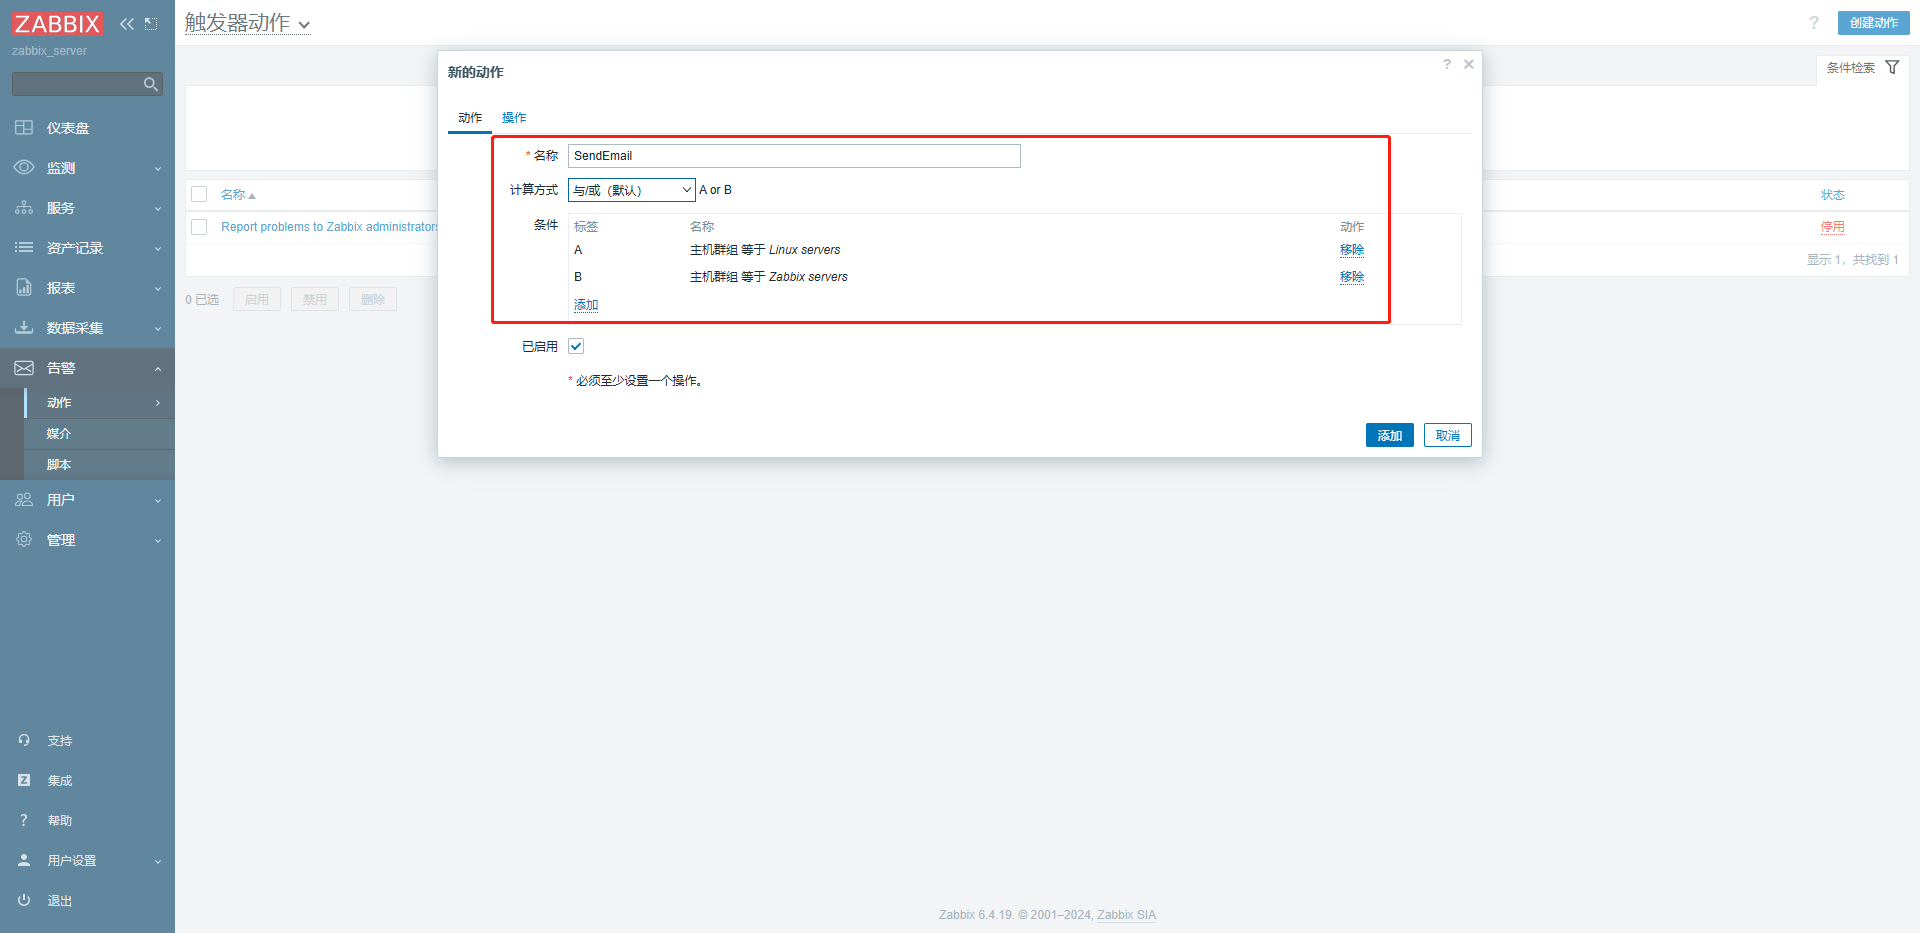 ZABBIX
zabbix_server
仪表盘
监测
服务
资产记录
报表
数据采集
告警
动作
媒介
脚本
用户
管理
支持
集成
帮助
用户设置
退出
触发器动作
? 创建动作
条件检索
名称
状态
Report problems to Zabbix administrators
停用
显示 1，共找到 1
0 已选 启用 禁用 删除
新的动作
动作 操作
* 名称 SendEmail
计算方式 与/或（默认） A or B
条件 标签 名称 动作
A 主机群组 等于 Linux servers 移除
B 主机群组 等于 Zabbix servers 移除
添加
已启用
* 必须至少设置一个操作。
添加 取消
Zabbix 6.4.19. © 2001–2024, Zabbix SIA